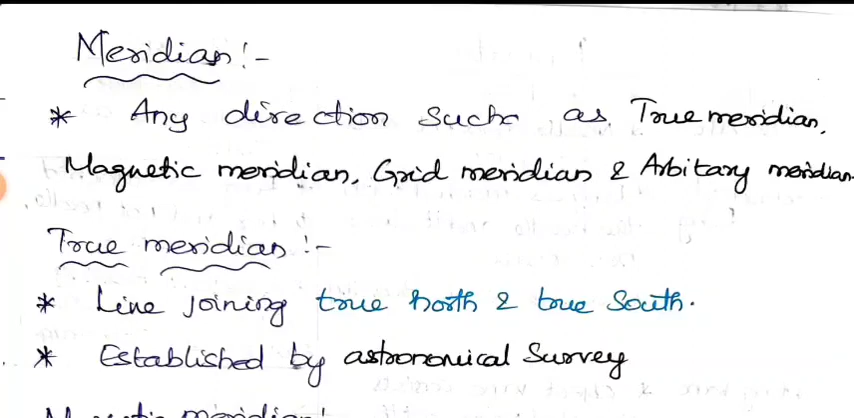 Meridian:-
* Any direction such as True meridian,
Magnetic meridian, Grid meridian & Arbitary meridian
True meridian:-
* Line joining true north & true South.
* Established by astronomical Survey